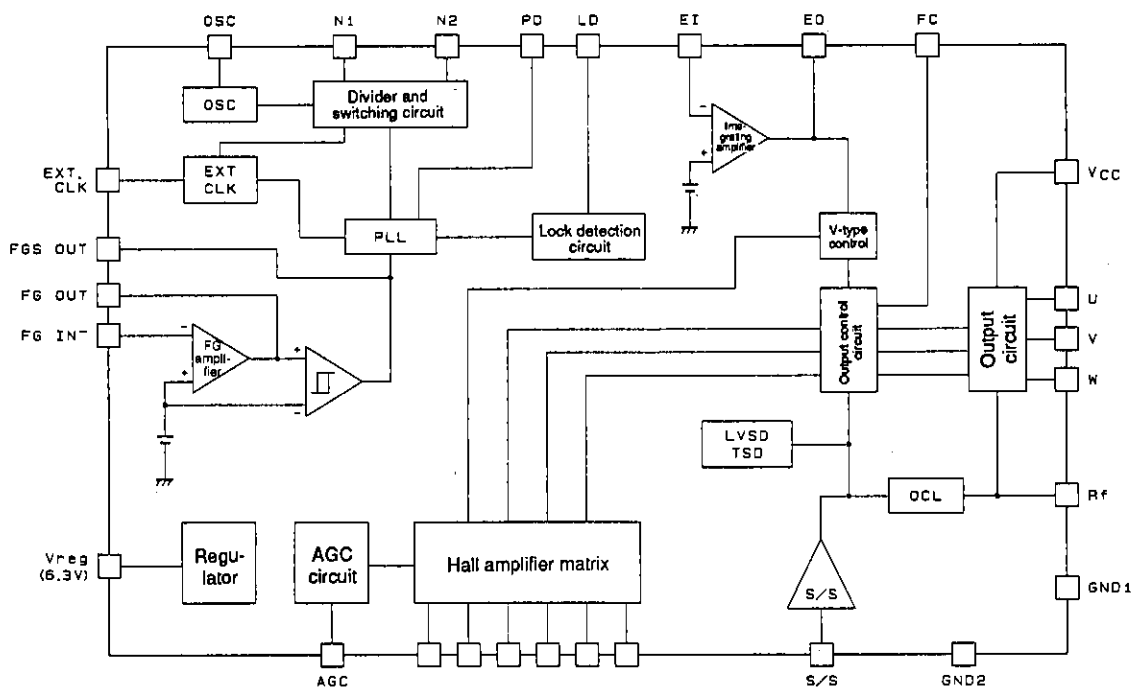 OSC N1 N2 PD LD EI EO FC
OSC
Divider and
switching circuit
Inte-
grating
amplifier
EXT.
CLK
EXT
CLK
VCC
PLL
Lock detection
circuit
V-type
control
FGS OUT
FG OUT
FG IN-
FG
ampli-
fier
Output control
circuit
Output
circuit
U
V
W
LVSD
TSD
OCL
Rf
Vreg
(6.3V)
Regu-
lator
AGC
circuit
Hall amplifier matrix
S/S
GND1
AGC
S/S
GND2
- + + - - +